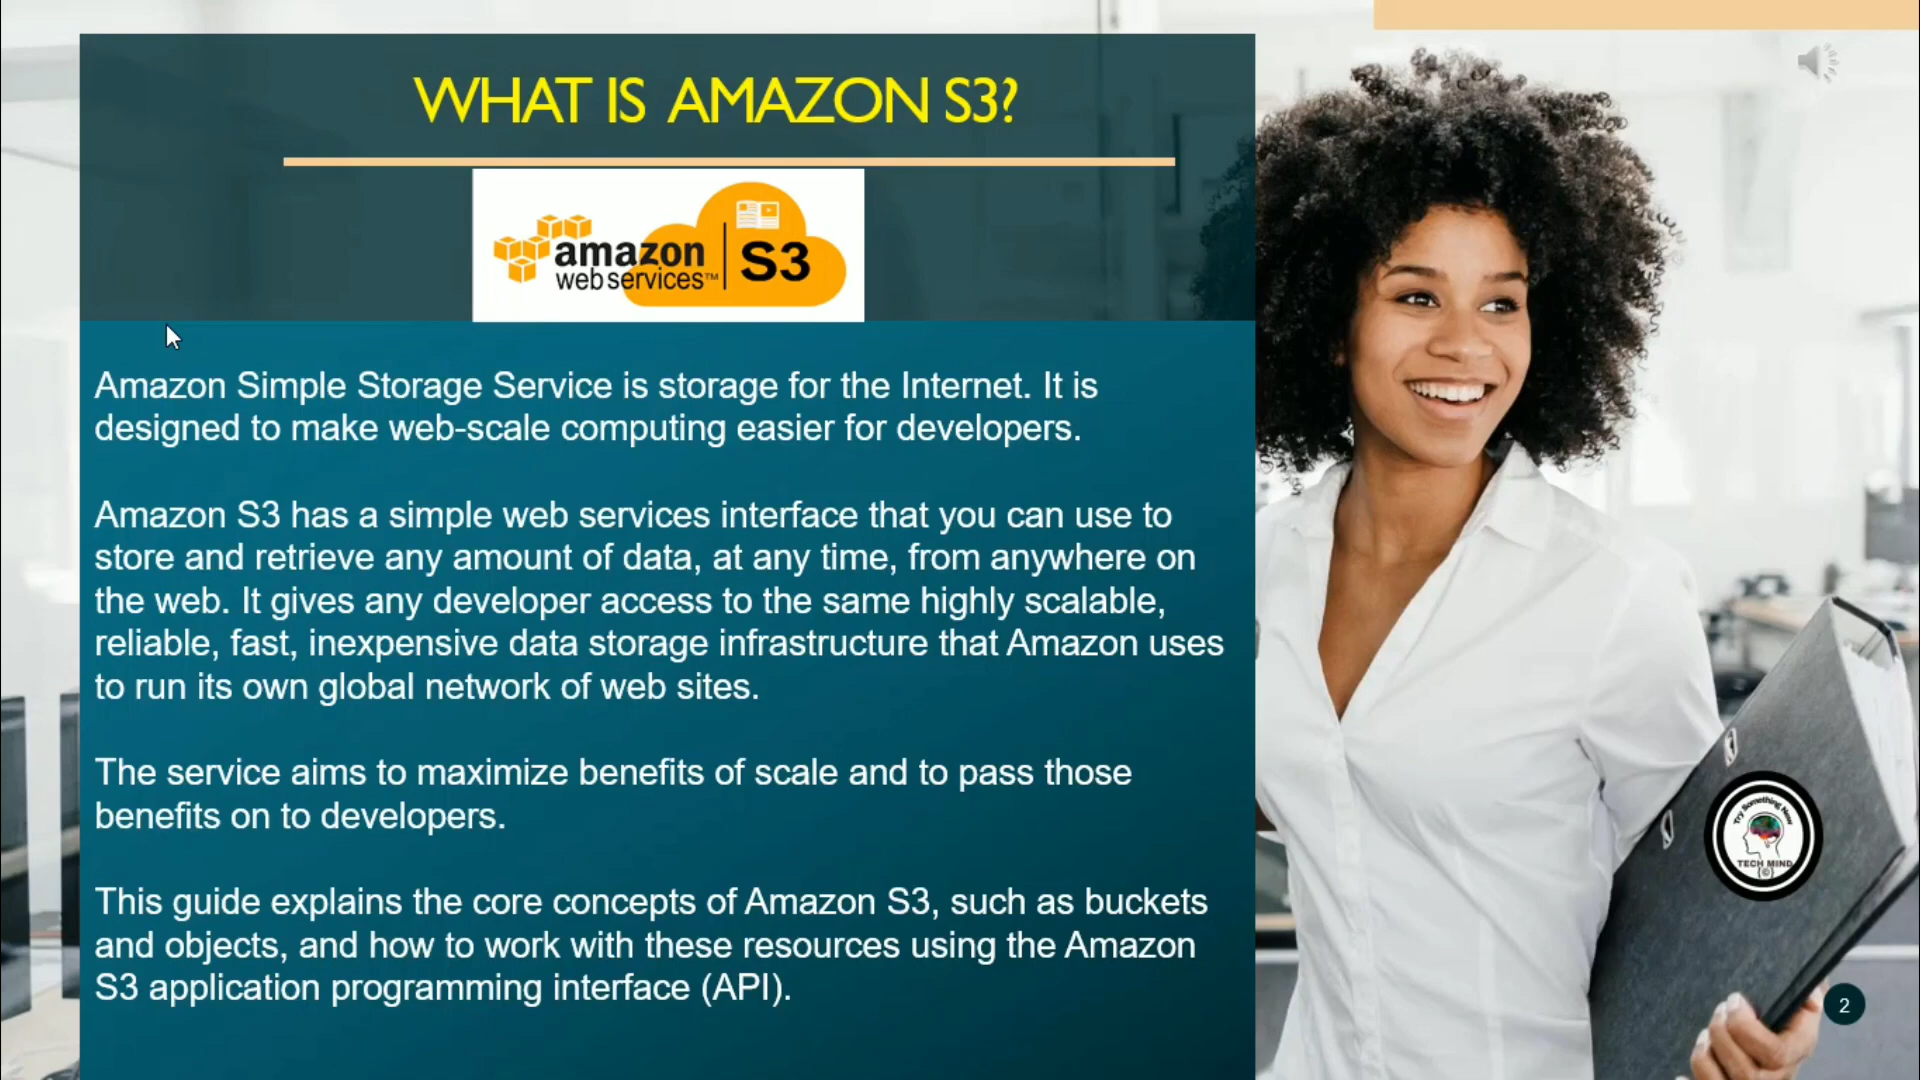 WHAT IS AMAZON S3?
amazon
web services™
S3
Amazon Simple Storage Service is storage for the Internet. It is
designed to make web-scale computing easier for developers.
Amazon S3 has a simple web services interface that you can use to
store and retrieve any amount of data, at any time, from anywhere on
the web. It gives any developer access to the same highly scalable,
reliable, fast, inexpensive data storage infrastructure that Amazon uses
to run its own global network of web sites.
The service aims to maximize benefits of scale and to pass those
benefits on to developers.
This guide explains the core concepts of Amazon S3, such as buckets
and objects, and how to work with these resources using the Amazon
S3 application programming interface (API).
Try Something New
TECH MIND
2